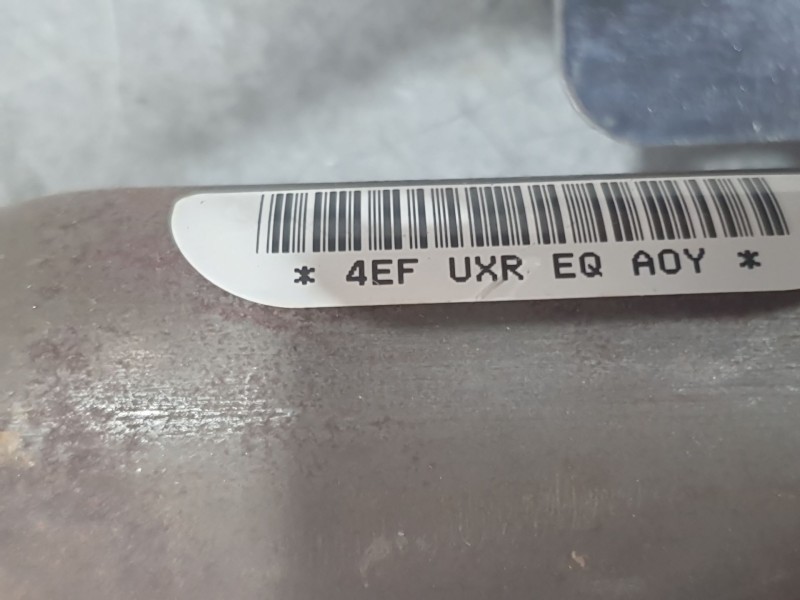 * 4EF UXR EQ AOY *